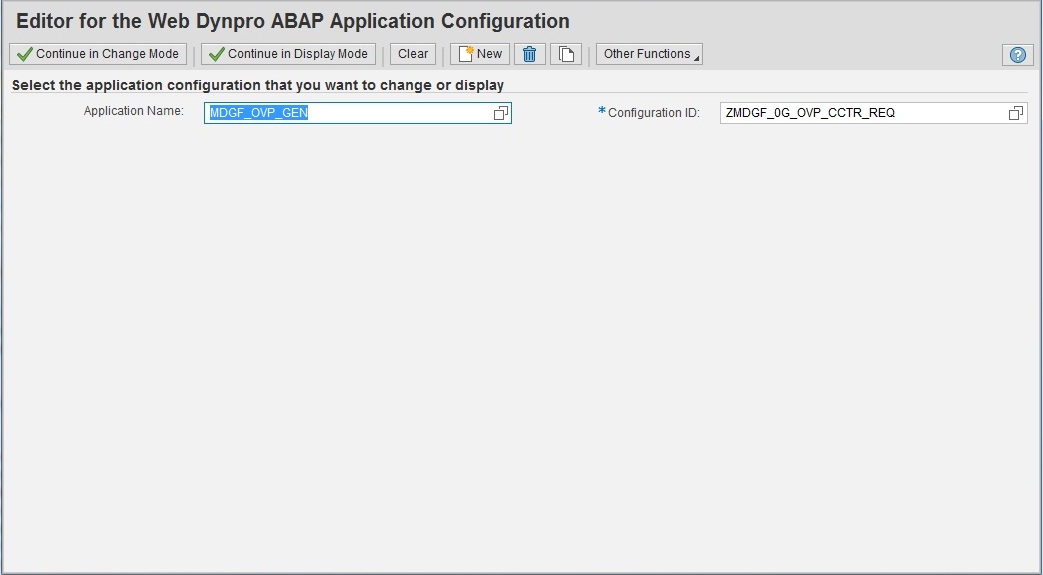 Editor for the Web Dynpro ABAP Application Configuration
Continue in Change Mode Continue in Display Mode Clear New Other Functions
Select the application configuration that you want to change or display
Application Name: MDGF_OVP_GEN * Configuration ID: ZMDGF_0G_OVP_CCTR_REQ